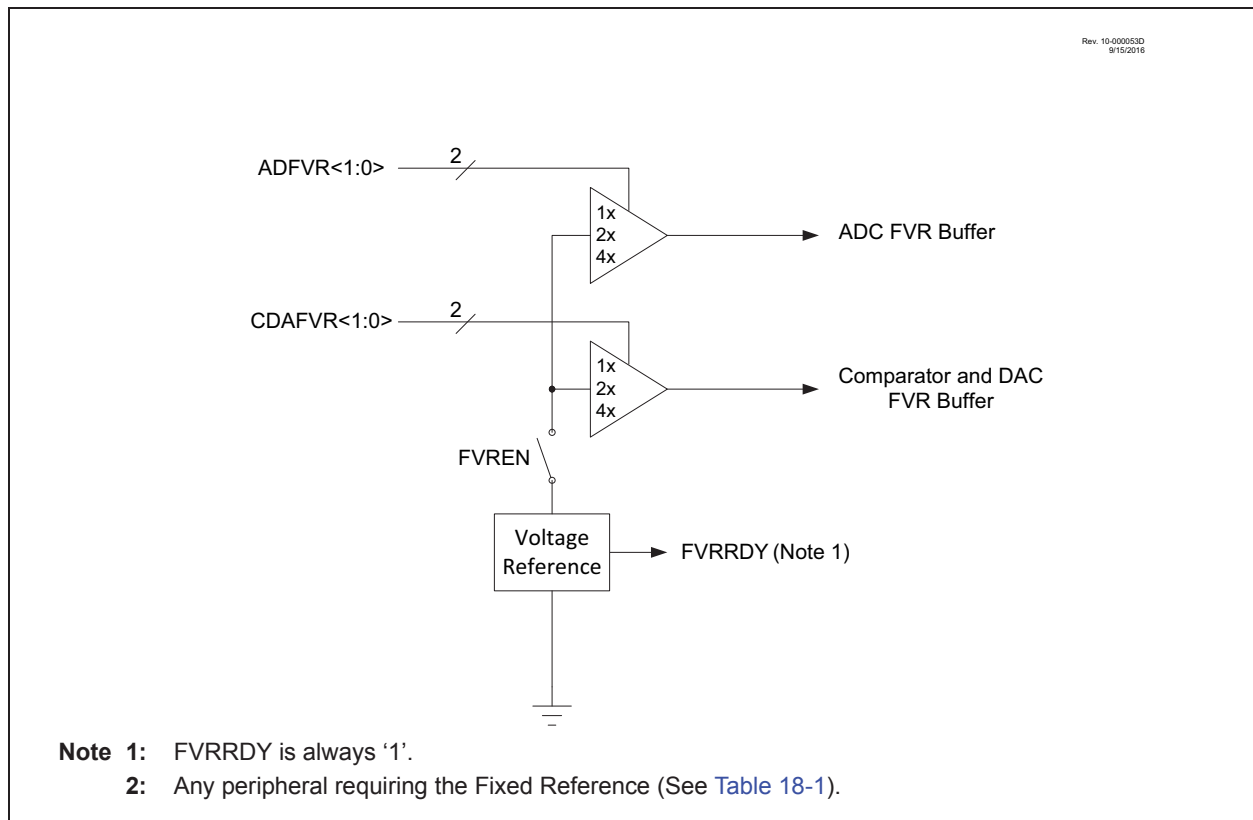 Rev. 10-000053D
9/15/2016
ADFVR<1:0>
2
1x
2x
4x
ADC FVR Buffer
CDAFVR<1:0>
2
1x
2x
4x
Comparator and DAC
FVR Buffer
FVREN
Voltage
Reference
FVRRDY (Note 1)
Note 1: FVRRDY is always ‘1’.
2: Any peripheral requiring the Fixed Reference (See Table 18-1).